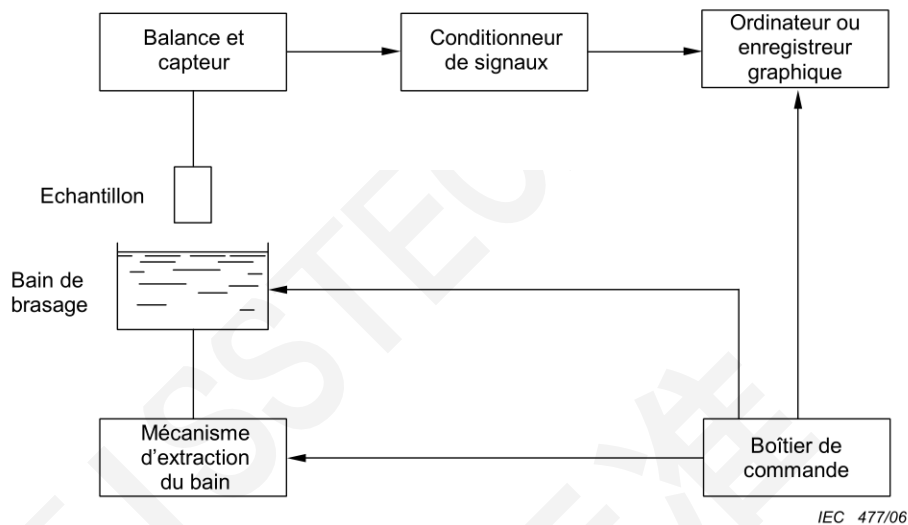 Balance et
capteur
Conditionneur
de signaux
Ordinateur ou
enregistreur
graphique
Echantillon
Bain de
brasage
Mécanisme
d'extraction
du bain
Boîtier de
commande
IEC 477/06